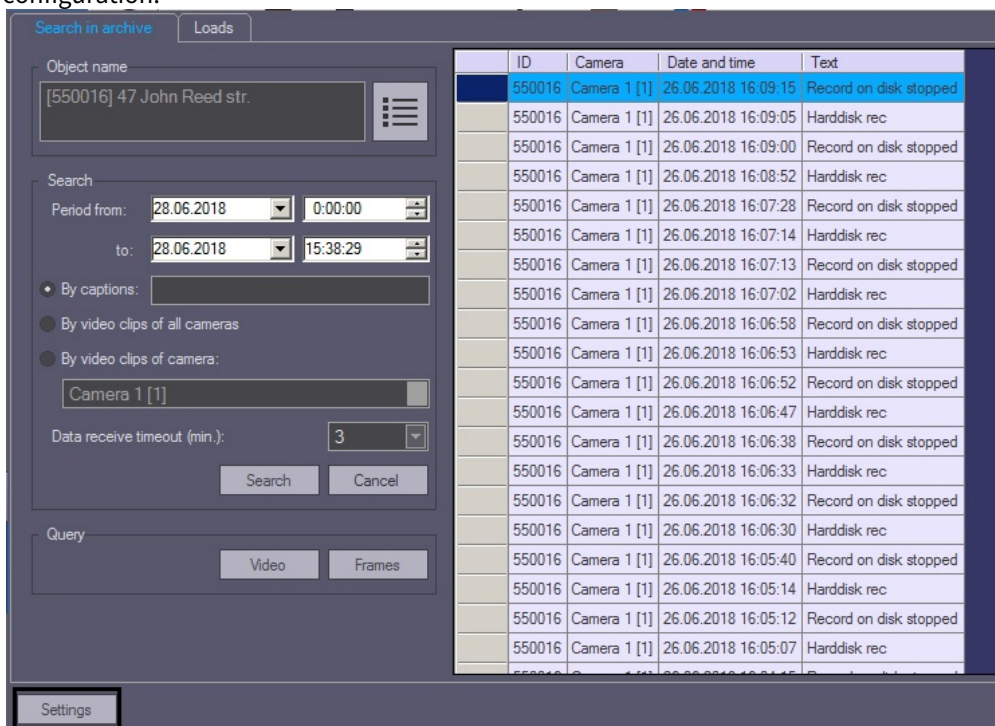 configuration.
Search in archive Loads
Object name
[550016] 47 John Reed str.
Search
Period from: 28.06.2018 0:00:00
to: 28.06.2018 15:38:29
By captions:
By video clips of all cameras
By video clips of camera:
Camera 1 [1]
Data receive timeout (min.): 3
Search Cancel
Query
Video Frames
ID Camera Date and time Text
550016 Camera 1 [1] 26.06.2018 16:09:15 Record on disk stopped
550016 Camera 1 [1] 26.06.2018 16:09:05 Harddisk rec
550016 Camera 1 [1] 26.06.2018 16:09:00 Record on disk stopped
550016 Camera 1 [1] 26.06.2018 16:08:52 Harddisk rec
550016 Camera 1 [1] 26.06.2018 16:07:28 Record on disk stopped
550016 Camera 1 [1] 26.06.2018 16:07:14 Harddisk rec
550016 Camera 1 [1] 26.06.2018 16:07:13 Record on disk stopped
550016 Camera 1 [1] 26.06.2018 16:07:02 Harddisk rec
550016 Camera 1 [1] 26.06.2018 16:06:58 Record on disk stopped
550016 Camera 1 [1] 26.06.2018 16:06:53 Harddisk rec
550016 Camera 1 [1] 26.06.2018 16:06:52 Record on disk stopped
550016 Camera 1 [1] 26.06.2018 16:06:47 Harddisk rec
550016 Camera 1 [1] 26.06.2018 16:06:38 Record on disk stopped
550016 Camera 1 [1] 26.06.2018 16:06:33 Harddisk rec
550016 Camera 1 [1] 26.06.2018 16:06:32 Record on disk stopped
550016 Camera 1 [1] 26.06.2018 16:06:30 Harddisk rec
550016 Camera 1 [1] 26.06.2018 16:05:40 Record on disk stopped
550016 Camera 1 [1] 26.06.2018 16:05:14 Harddisk rec
550016 Camera 1 [1] 26.06.2018 16:05:12 Record on disk stopped
550016 Camera 1 [1] 26.06.2018 16:05:07 Harddisk rec
Settings